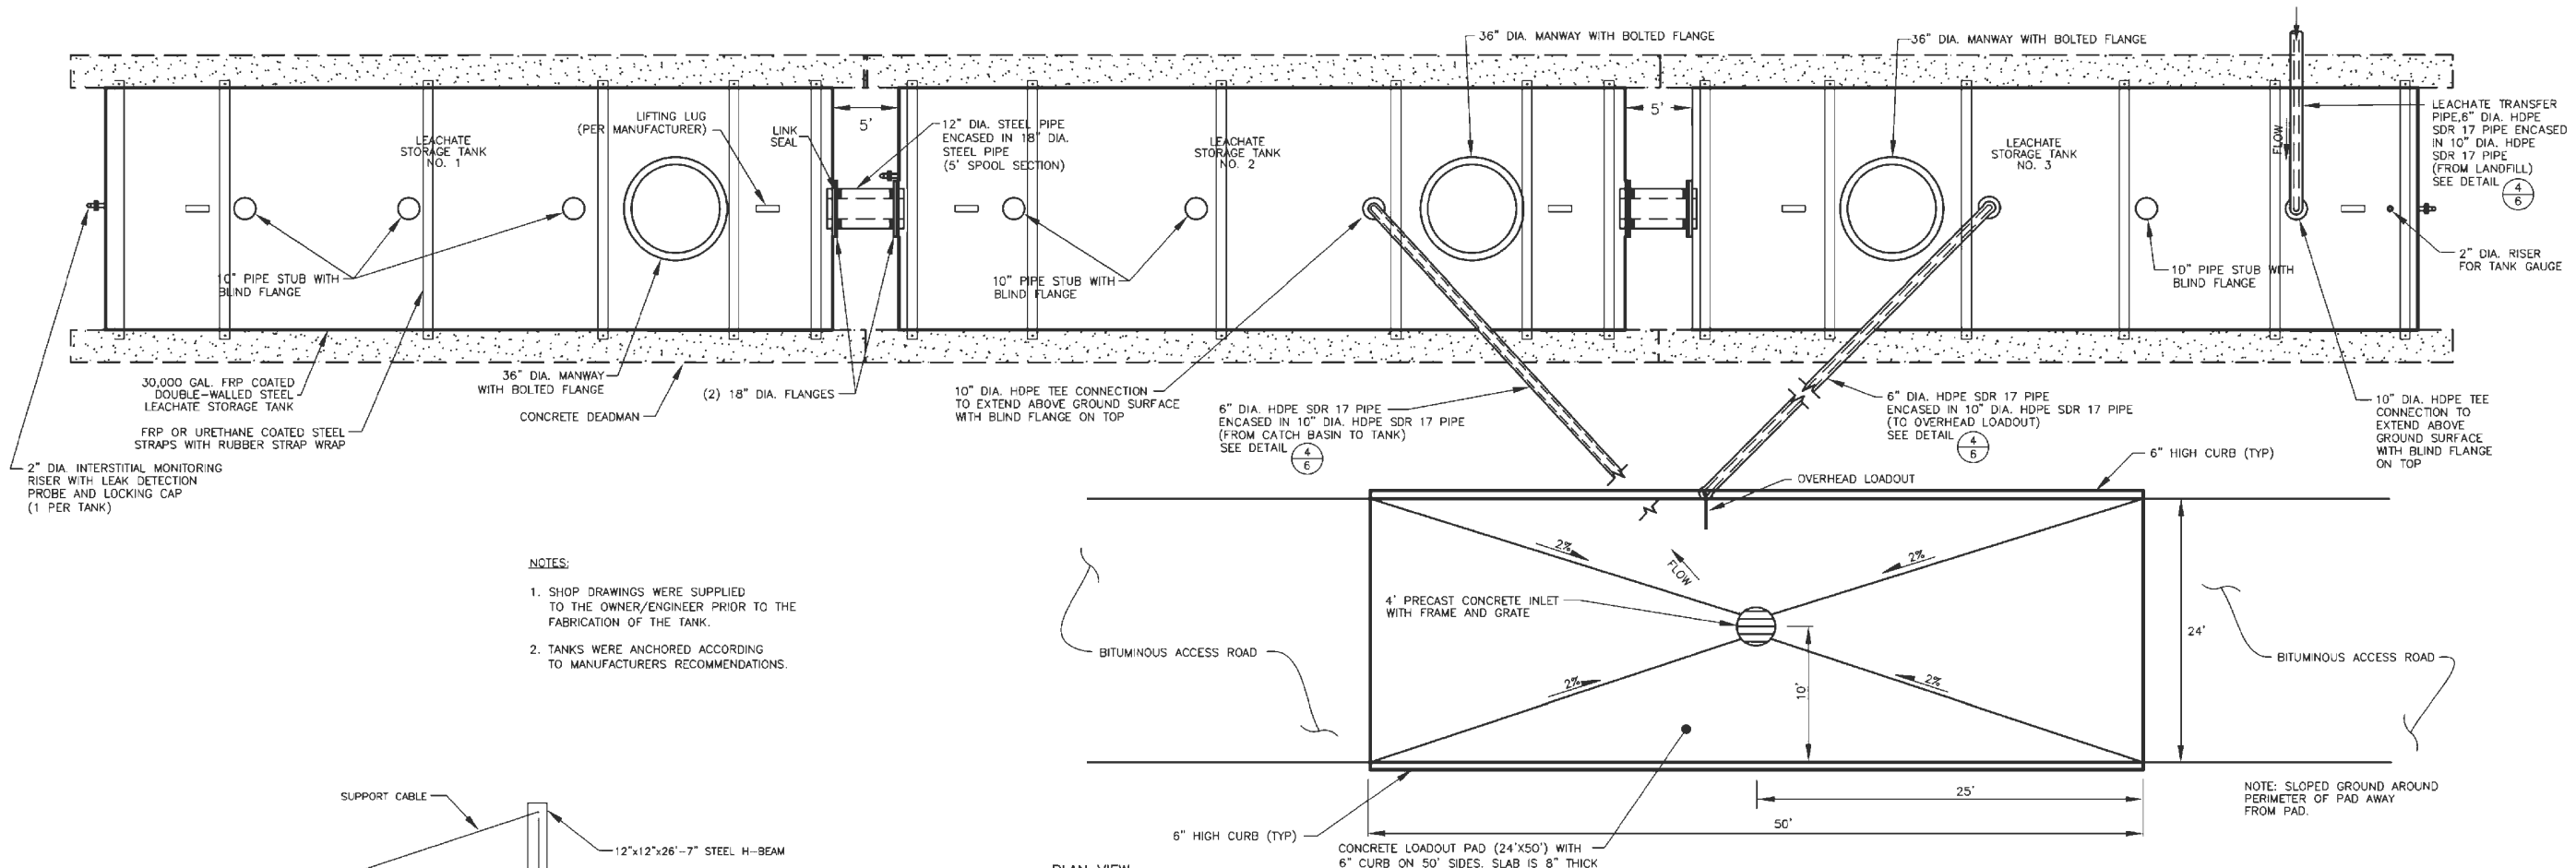 36" DIA. MANWAY WITH BOLTED FLANGE
36" DIA. MANWAY WITH BOLTED FLANGE
LIFTING LUG
(PER MANUFACTURER)
LINK
SEAL
5'
12" DIA. STEEL PIPE
ENCASED IN 18" DIA.
STEEL PIPE
(5' SPOOL SECTION)
5'
LEACHATE
STORAGE TANK
NO. 1
LEACHATE
STORAGE TANK
NO. 2
LEACHATE
STORAGE TANK
NO. 3
FLOW
LEACHATE TRANSFER
PIPE,6" DIA. HDPE
SDR 17 PIPE ENCASED
IN 10" DIA. HDPE
SDR 17 PIPE
(FROM LANDFILL)
SEE DETAIL
4
6
10" PIPE STUB WITH
BLIND FLANGE
10" PIPE STUB WITH
BLIND FLANGE
10" PIPE STUB WITH
BLIND FLANGE
2" DIA. RISER
FOR TANK GAUGE
30,000 GAL. FRP COATED
DOUBLE-WALLED STEEL
LEACHATE STORAGE TANK
FRP OR URETHANE COATED STEEL
STRAPS WITH RUBBER STRAP WRAP
2" DIA. INTERSTITIAL MONITORING
RISER WITH LEAK DETECTION
PROBE AND LOCKING CAP
(1 PER TANK)
36" DIA. MANWAY
WITH BOLTED FLANGE
CONCRETE DEADMAN
(2) 18" DIA. FLANGES
10" DIA. HDPE TEE CONNECTION
TO EXTEND ABOVE GROUND SURFACE
WITH BLIND FLANGE ON TOP
6" DIA. HDPE SDR 17 PIPE
ENCASED IN 10" DIA. HDPE SDR 17 PIPE
(FROM CATCH BASIN TO TANK)
SEE DETAIL
4
6
6" DIA. HDPE SDR 17 PIPE
ENCASED IN 10" DIA. HDPE SDR 17 PIPE
(TO OVERHEAD LOADOUT)
SEE DETAIL
4
6
10" DIA. HDPE TEE
CONNECTION TO
EXTEND ABOVE
GROUND SURFACE
WITH BLIND FLANGE
ON TOP
6" HIGH CURB (TYP)
OVERHEAD LOADOUT
NOTES:
1. SHOP DRAWINGS WERE SUPPLIED
TO THE OWNER/ENGINEER PRIOR TO THE
FABRICATION OF THE TANK.
2. TANKS WERE ANCHORED ACCORDING
TO MANUFACTURERS RECOMMENDATIONS.
2%
FLOW
2%
4' PRECAST CONCRETE INLET
WITH FRAME AND GRATE
24'
BITUMINOUS ACCESS ROAD
BITUMINOUS ACCESS ROAD
2%
10'
2%
25'
50'
NOTE: SLOPED GROUND AROUND
PERIMETER OF PAD AWAY
FROM PAD.
SUPPORT CABLE
12"x12"x26'-7" STEEL H-BEAM
6" HIGH CURB (TYP)
CONCRETE LOADOUT PAD (24'X50') WITH
6" CURB ON 50' SIDES. SLAB IS 8" THICK
PLAN VIEW